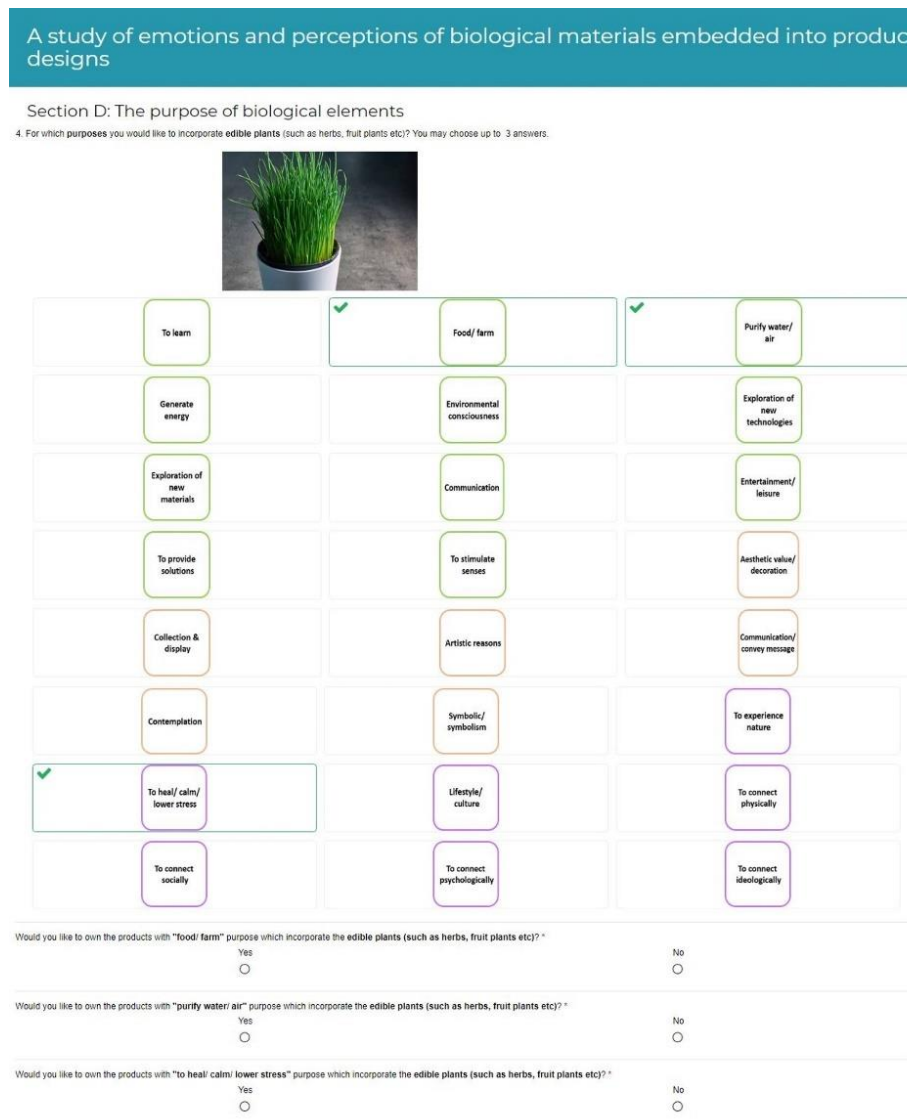 A study of emotions and perceptions of biological materials embedded into produc
designs
Section D: The purpose of biological elements
4. For which purposes you would like to incorporate edible plants (such as herbs, fruit plants etc)? You may choose up to 3 answers.
To learn
Food/ farm
Purify water/
air
Generate
energy
Environmental
consciousness
Exploration of
new
technologies
Exploration of
new
materials
Communication
Entertainment/
leisure
To provide
solutions
To stimulate
senses
Aesthetic value/
decoration
Collection &
display
Artistic reasons
Communication/
convey message
Contemplation
Symbolic/
symbolism
To experience
nature
To heal/ calm/
lower stress
Lifestyle/
culture
To connect
physically
To connect
socially
To connect
psychologically
To connect
ideologically
Would you like to own the products with "food/ farm" purpose which incorporate the edible plants (such as herbs, fruit plants etc)? *
Yes No
Would you like to own the products with "purify water/ air" purpose which incorporate the edible plants (such as herbs, fruit plants etc)? *
Yes No
Would you like to own the products with "to heal/ calm/ lower stress" purpose which incorporate the edible plants (such as herbs, fruit plants etc)? *
Yes No